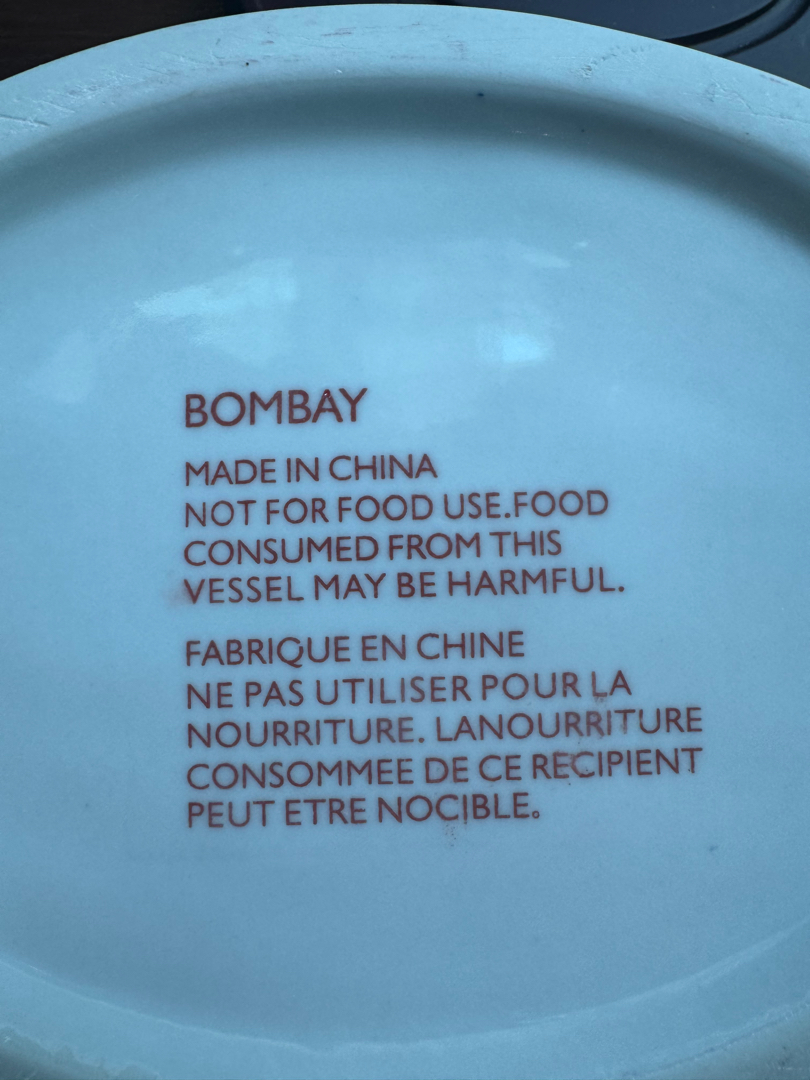 BOMBAY
MADE IN CHINA
NOT FOR FOOD USE.FOOD
CONSUMED FROM THIS
VESSEL MAY BE HARMFUL.
FABRIQUE EN CHINE
NE PAS UTILISER POUR LA
NOURRITURE. LANOURRITURE
CONSOMMEE DE CE RECIPIENT
PEUT ETRE NOCIBLE.